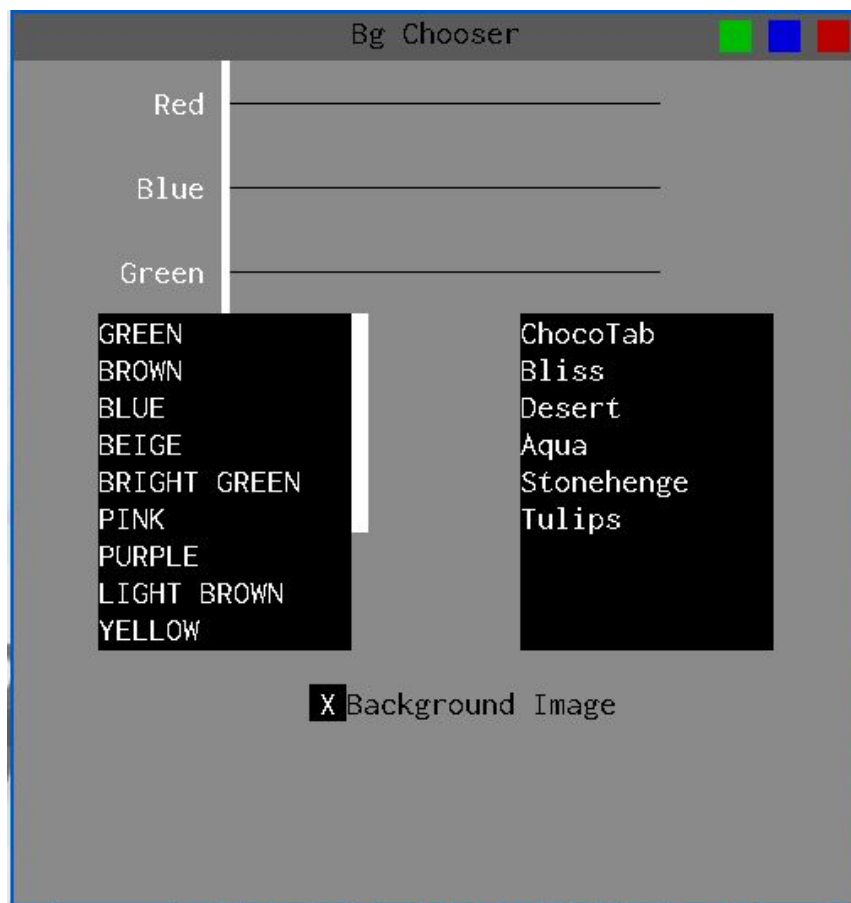 Bg Chooser
Red
Blue
Green
GREEN
BROWN
BLUE
BEIGE
BRIGHT GREEN
PINK
PURPLE
LIGHT BROWN
YELLOW
ChocoTab
Bliss
Desert
Aqua
Stonehenge
Tulips
X Background Image